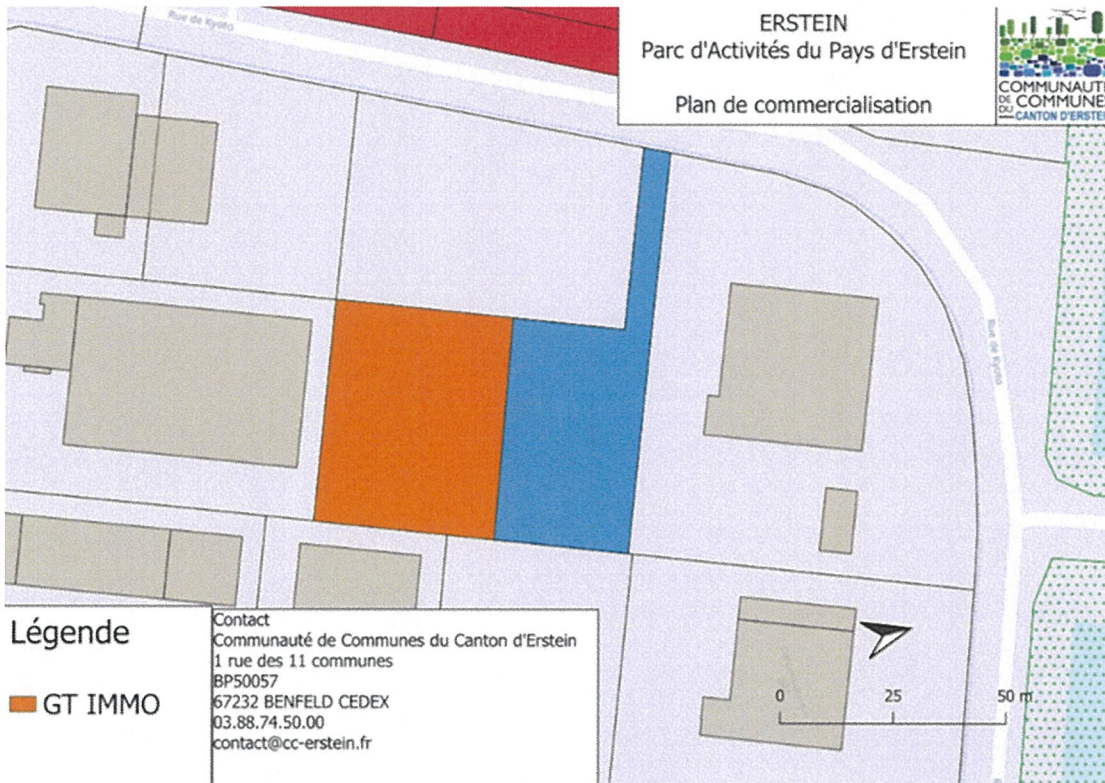 ERSTEIN
Parc d'Activités du Pays d'Erstein
Plan de commercialisation
COMMUNAUTÉ
DE COMMUNES
DU CANTON D'ERSTEIN
Rue de Kyoto
Rue de Kyoto
0 25 50 m
Légende
GT IMMO
Contact
Communauté de Communes du Canton d'Erstein
1 rue des 11 communes
BP50057
67232 BENFELD CEDEX
03.88.74.50.00
contact@cc-erstein.fr